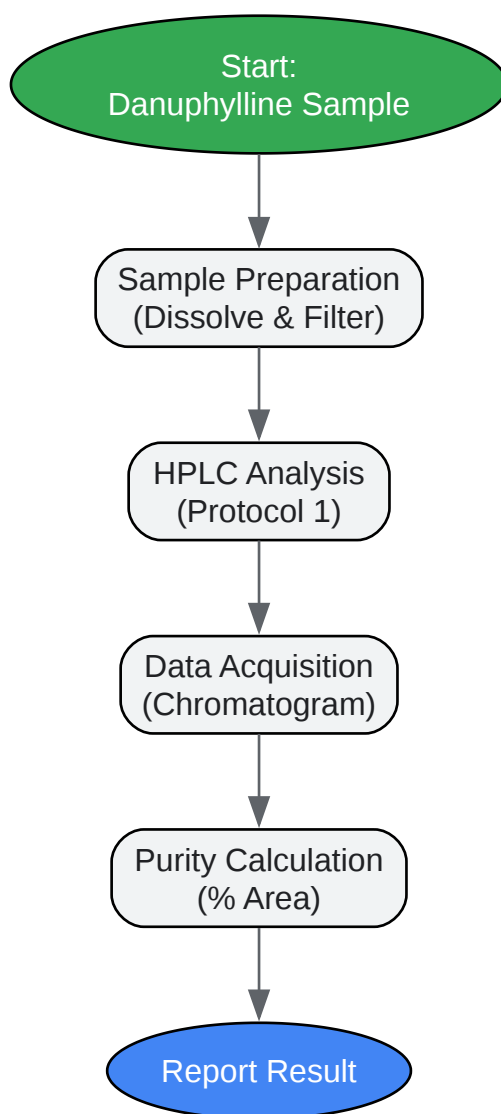 Start:
Danuphylline Sample
Sample Preparation
(Dissolve & Filter)
HPLC Analysis
(Protocol 1)
Data Acquisition
(Chromatogram)
Purity Calculation
(% Area)
Report Result